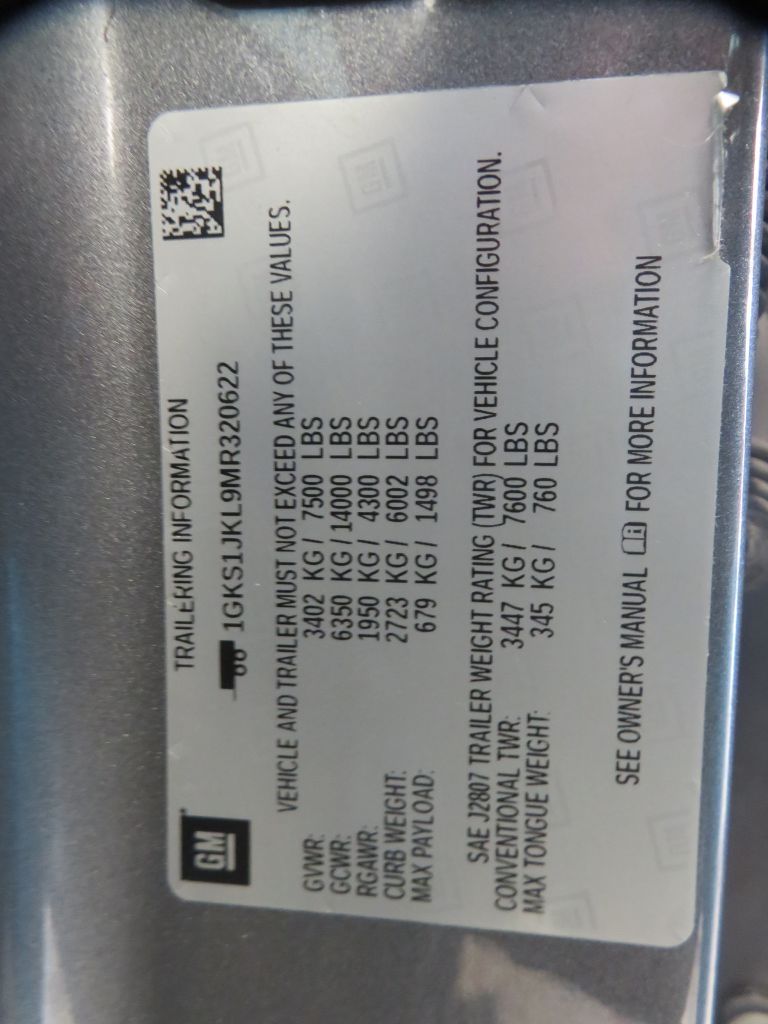 GM
TRAILERING INFORMATION
1GKS1JKL9MR320622
VEHICLE AND TRAILER MUST NOT EXCEED ANY OF THESE VALUES.
GVWR: 3402 KG / 7500 LBS
GCWR: 6350 KG / 14000 LBS
RGAWR: 1950 KG / 4300 LBS
CURB WEIGHT: 2723 KG / 6002 LBS
MAX PAYLOAD: 679 KG / 1498 LBS
SAE J2807 TRAILER WEIGHT RATING (TWR) FOR VEHICLE CONFIGURATION.
CONVENTIONAL TWR: 3447 KG / 7600 LBS
MAX TONGUE WEIGHT: 345 KG / 760 LBS
SEE OWNER'S MANUAL FOR MORE INFORMATION